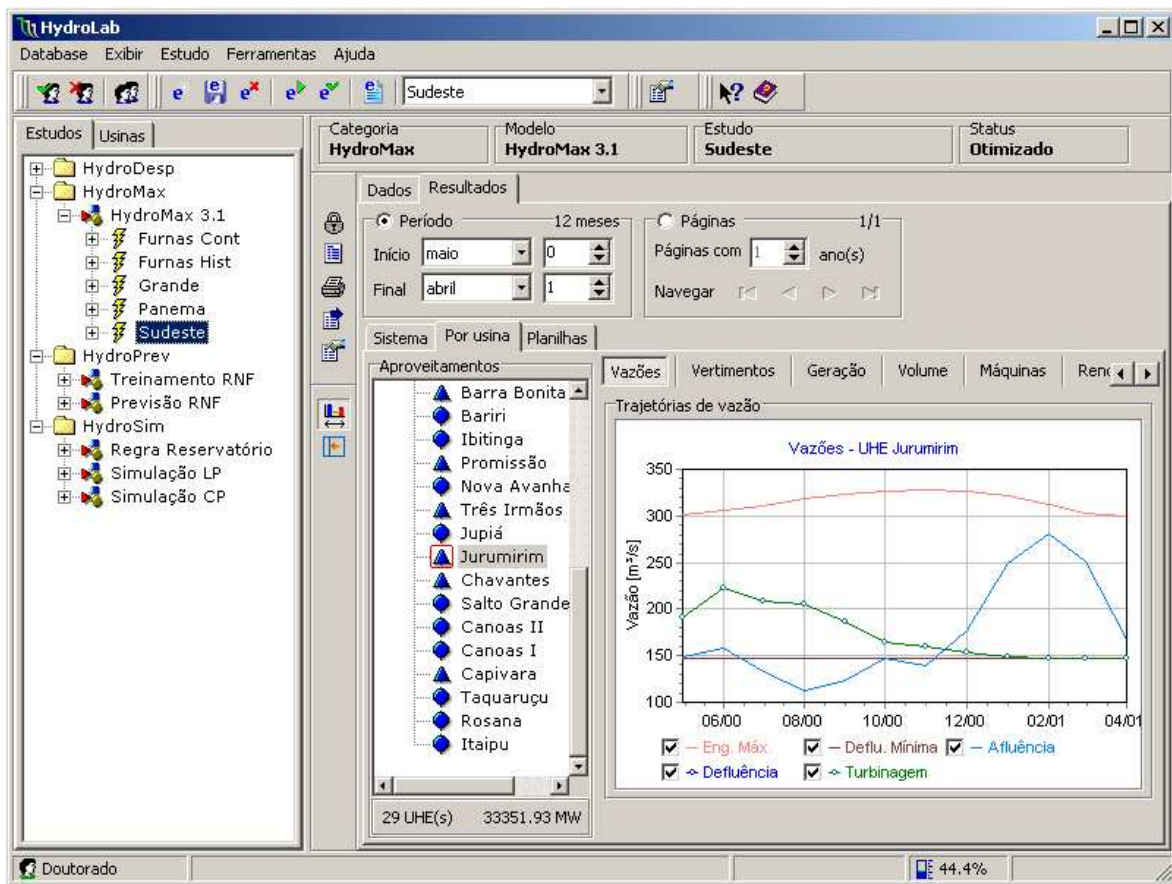 HydroLab
Database Exibir Estudo Ferramentas Ajuda
Sudeste
Estudos Usinas
HydroDesp
HydroMax
HydroMax 3.1
Furnas Cont
Furnas Hist
Grande
Panema
Sudeste
HydroPrev
Treinamento RNF
Previsão RNF
HydroSim
Regra Reservatório
Simulação LP
Simulação CP
Categoria Modelo Estudo Status
HydroMax HydroMax 3.1 Sudeste Otimizado
Dados Resultados
Período 12 meses Páginas 1/1
Início maio 0 Páginas com 1 ano(s)
Final abril 1 Navegar
Sistema Por usina Planilhas
Aproveitamentos
Barra Bonita
Bariri
Ibitinga
Promissão
Nova Avanha
Três Irmãos
Jupiá
Jurumirim
Chavantes
Salto Grande
Canoas II
Canoas I
Capivara
Taquaruçu
Rosana
Itaipu
29 UHE(s) 33351.93 MW
Vazões Vertimentos Geração Volume Máquinas
Trajetórias de vazão
Vazões - UHE Jurumirim
Vazão [m³/s]
350
300
250
200
150
100
06/00 08/00 10/00 12/00 02/01 04/01
Eng. Máx. Deflu. Mínima Afluência
Defluência Turbinagem
Doutorado 44.4%